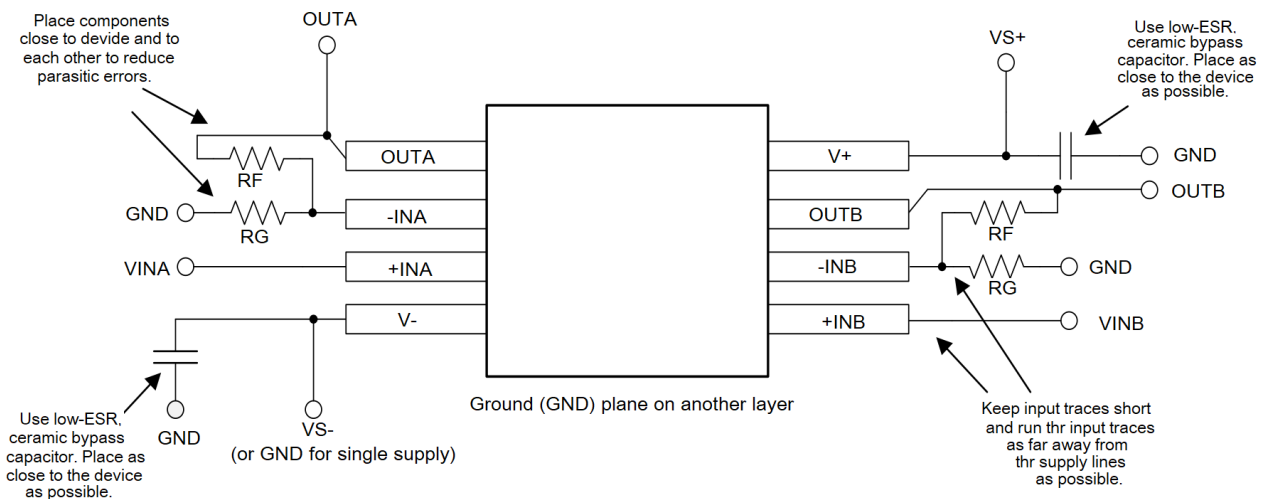 Place components
close to devide and to
each other to reduce
parasitic errors.
OUTA
VS+
Use low-ESR,
ceramic bypass
capacitor. Place as
close to the device
as possible.
OUTA
RF
GND
RG
-INA
VINA
+INA
V-
V+
GND
OUTB
OUTB
RF
-INB
RG
GND
+INB
VINB
Use low-ESR,
ceramic bypass
capacitor. Place as
close to the device
as possible.
GND
VS-
(or GND for single supply)
Ground (GND) plane on another layer
Keep input traces short
and run thr input traces
as far away from
thr supply lines
as possible.